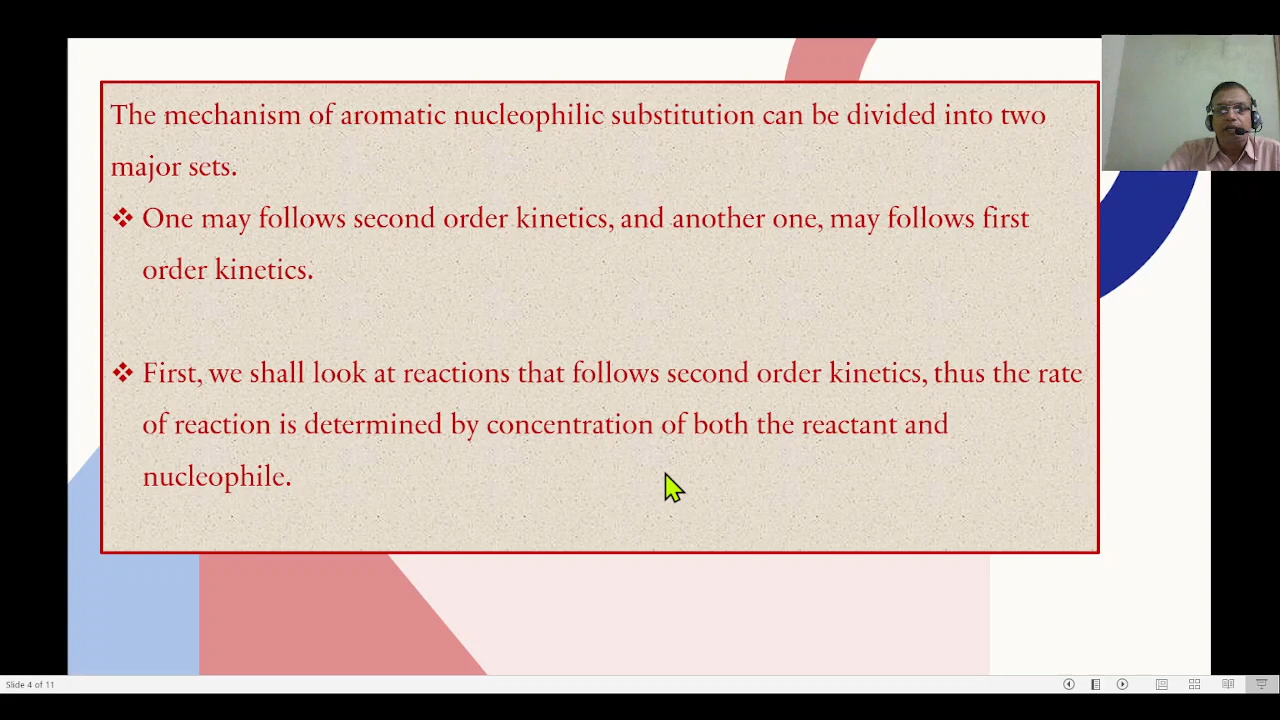 The mechanism of aromatic nucleophilic substitution can be divided into two
major sets.
❖ One may follows second order kinetics, and another one, may follows first
order kinetics.
❖ First, we shall look at reactions that follows second order kinetics, thus the rate
of reaction is determined by concentration of both the reactant and
nucleophile.
Slide 4 of 11